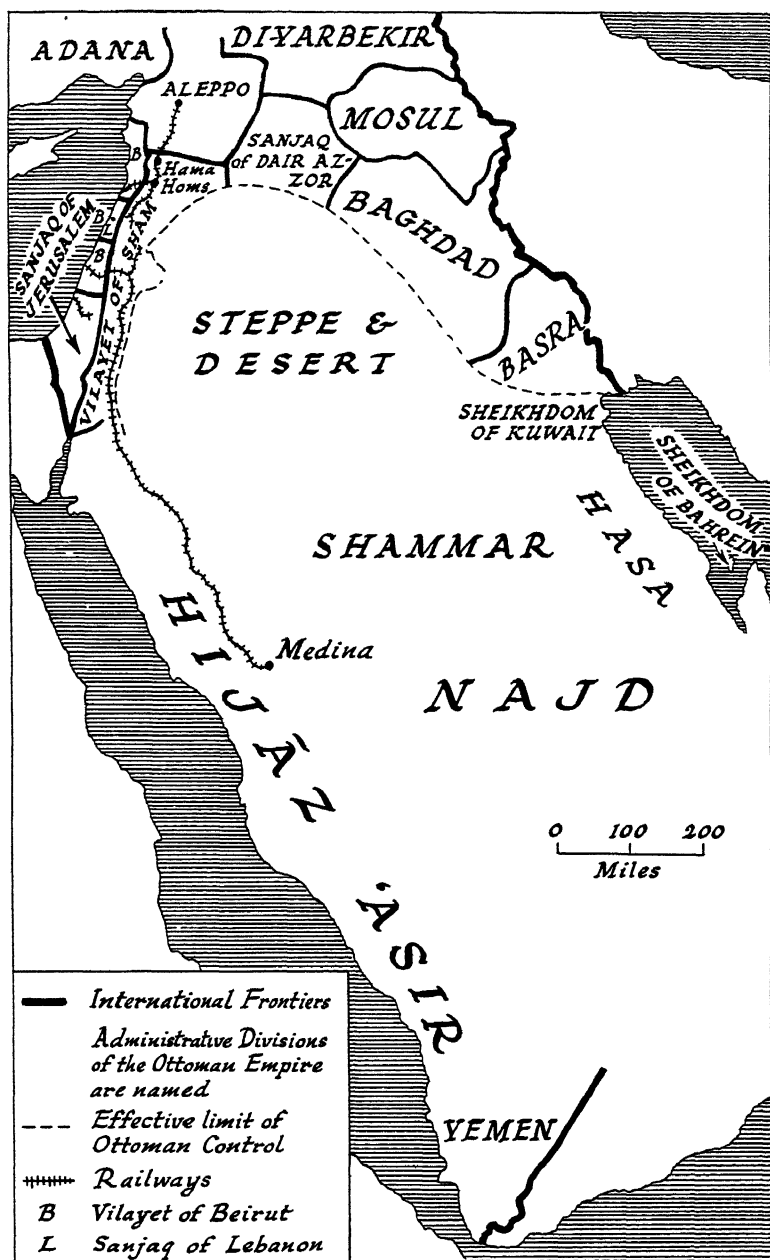 ADANA
DIYARBEKIR
ALEPPO
MOSUL
SANJAQ
of DAIR AZ-
ZOR
B
Hama
Homs
BAGHDAD
SANJAQ OF
JERUSALEM
B
L
B
VILAYET OF SHAM
STEPPE &
DESERT
BASRA
SHEIKHDOM
OF KUWAIT
SHEIKHDOM
OF BAHREIN
HASA
SHAMMAR
HIJĀZ
Medina
NAJD
0 100 200
Miles
'ASIR
YEMEN
International Frontiers
Administrative Divisions
of the Ottoman Empire
are named
Effective limit of
Ottoman Control
Railways
B Vilayet of Beirut
L Sanjaq of Lebanon